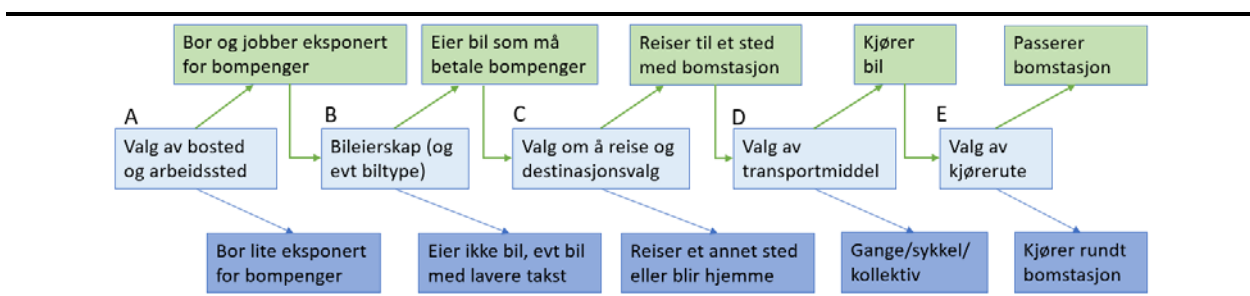 Bor og jobber eksponert
for bompenger
Eier bil som må
betale bompenger
Reiser til et sted
med bomstasjon
Kjører
bil
Passerer
bomstasjon
A
Valg av bosted
og arbeidssted
B
Bileierskap (og
evt biltype)
C
Valg om å reise og
destinasjonsvalg
D
Valg av
transportmiddel
E
Valg av
kjørerute
Bor lite eksponert
for bompenger
Eier ikke bil, evt bil
med lavere takst
Reiser et annet sted
eller blir hjemme
Gange/sykkel/
kollektiv
Kjører rundt
bomstasjon